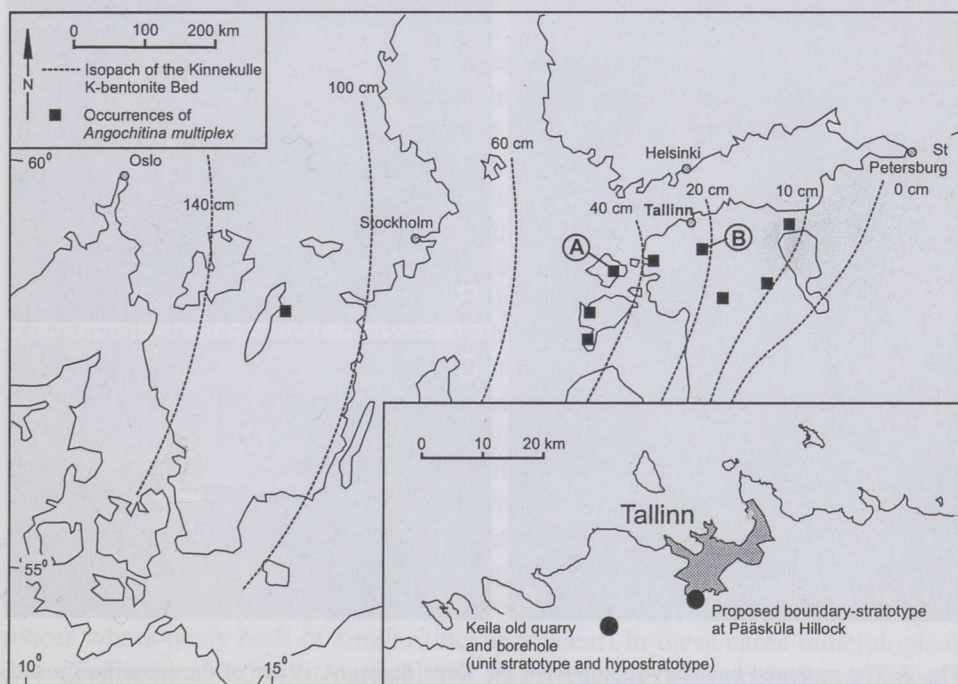 0 100 200 km
N
Isopach of the Kinnekulle
K-bentonite Bed
Occurrences of
Angochitina multiplex
100 cm
60°
Oslo
140 cm
Stockholm
60 cm
Helsinki
St
Petersburg
40 cm
20 cm
10 cm
0 cm
Tallinn
A
B
55°
10°
15°
0 10 20 km
Tallinn
Keila old quarry
and borehole
(unit stratotype and hypostratotype)
Proposed boundary-stratotype
at Pääsküla Hillock